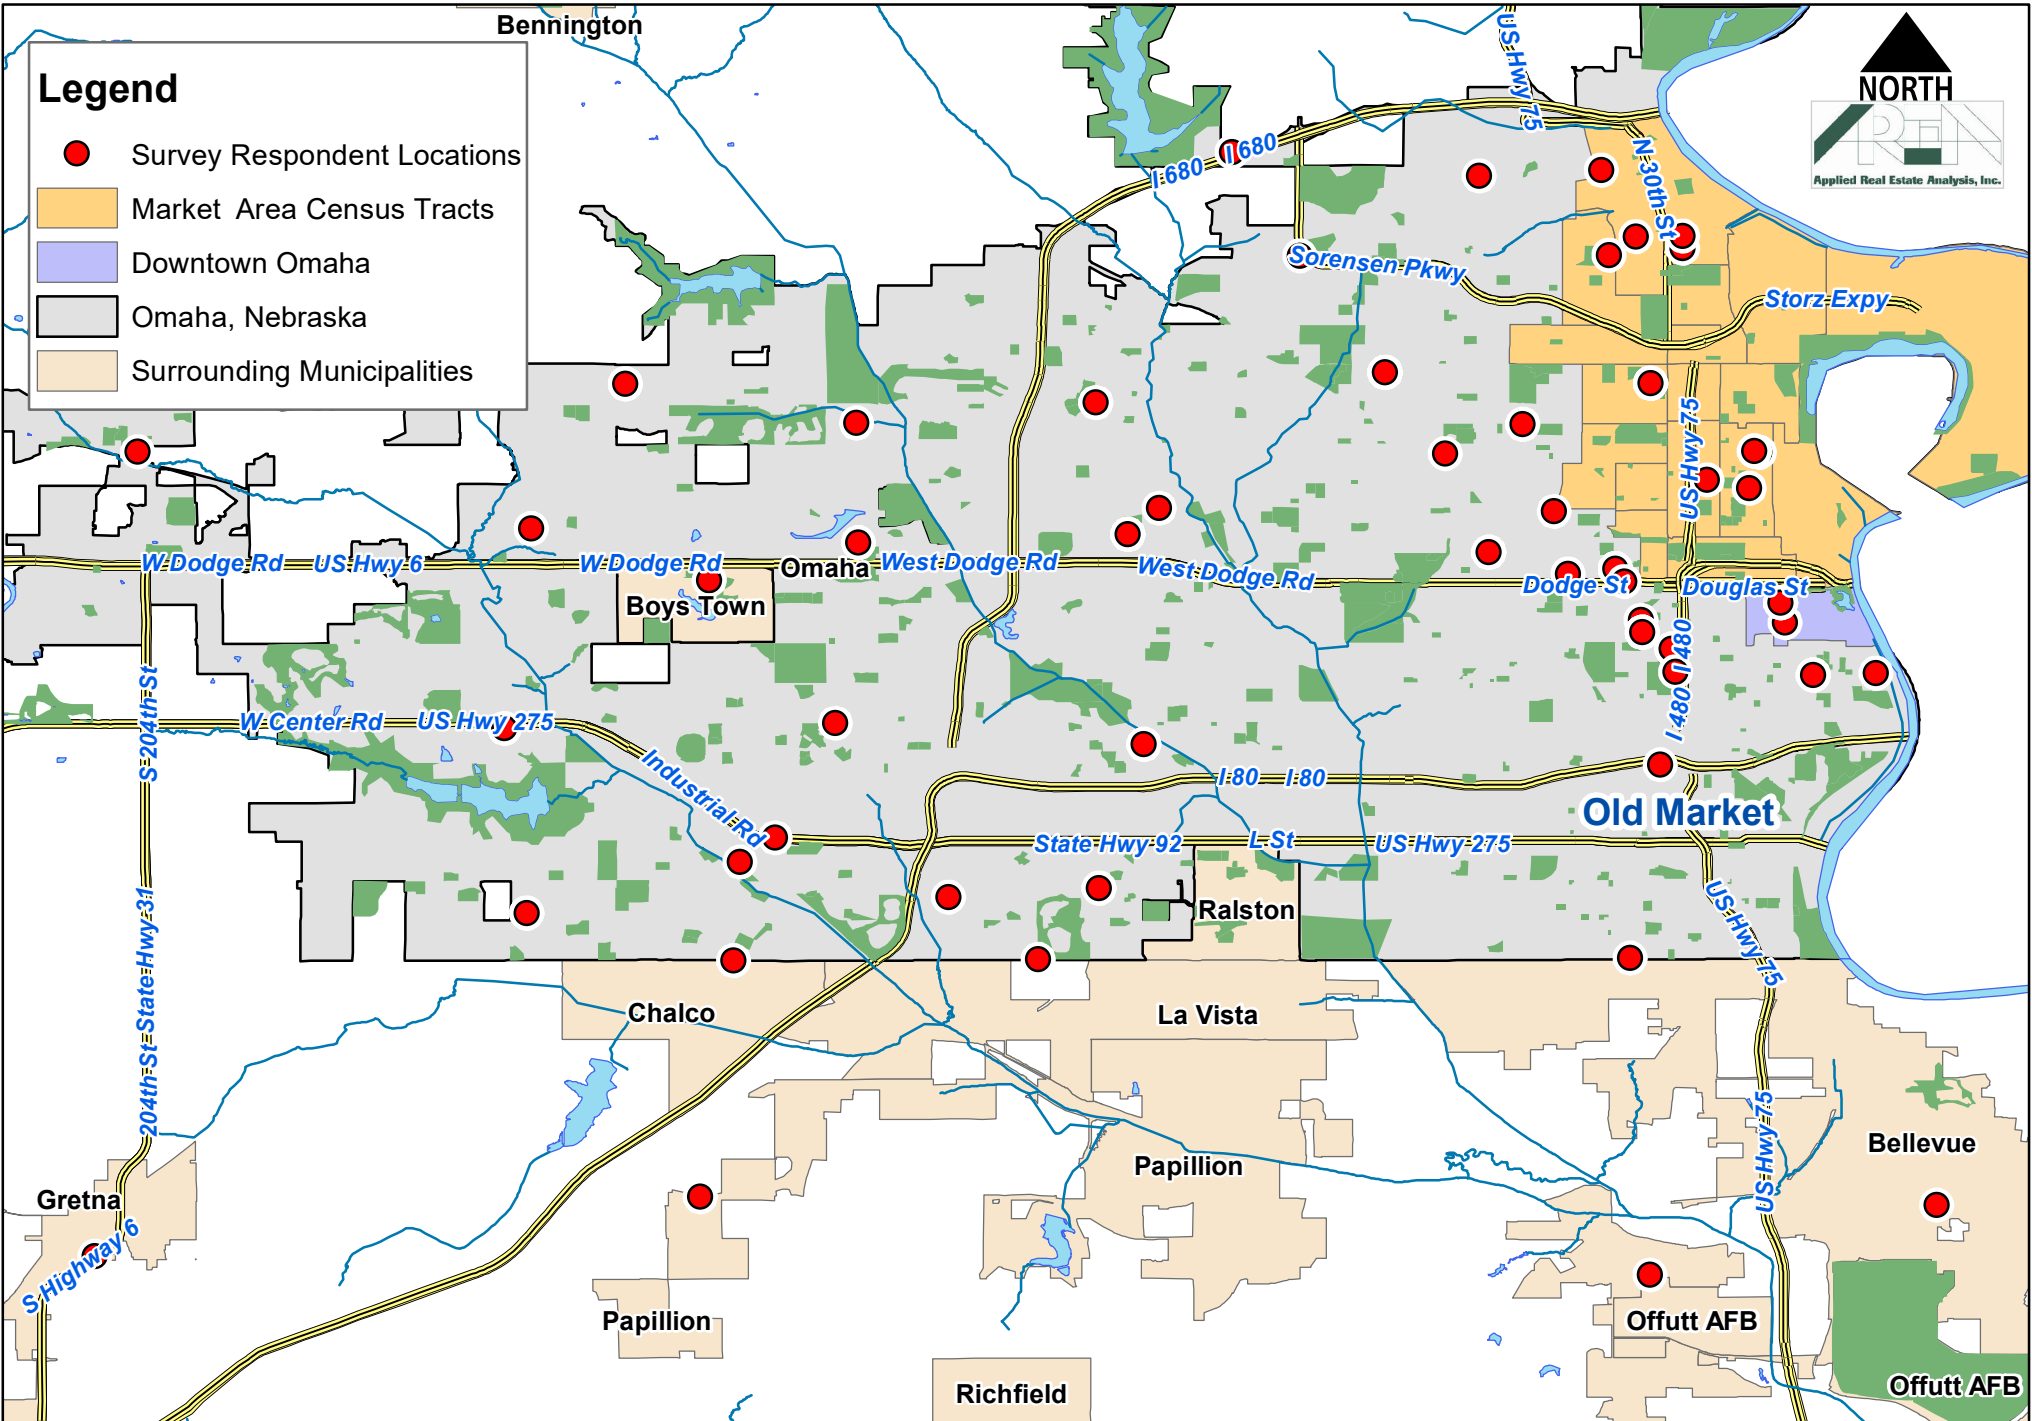 Bennington
Legend
Survey Respondent Locations
Market Area Census Tracts
Downtown Omaha
Omaha, Nebraska
Surrounding Municipalities
US Hwy 75
NORTH
AREA
Applied Real Estate Analysis, Inc.
I 680
I 680
N 30th St
Sorensen Pkwy
Storz Expy
US Hwy 75
W Dodge Rd
US Hwy 6
W Dodge Rd
Omaha
West Dodge Rd
West Dodge Rd
Dodge St
Douglas St
Boys Town
I 480
I 480
S 204th St
W Center Rd
US Hwy 275
Industrial Rd
I 80
I 80
Old Market
State Hwy 92
L St
US Hwy 275
204th St
State Hwy 31
Ralston
US Hwy 75
Chalco
La Vista
US Hwy 75
Bellevue
Papillion
Gretna
S Highway 6
Papillion
Offutt AFB
Richfield
Offutt AFB